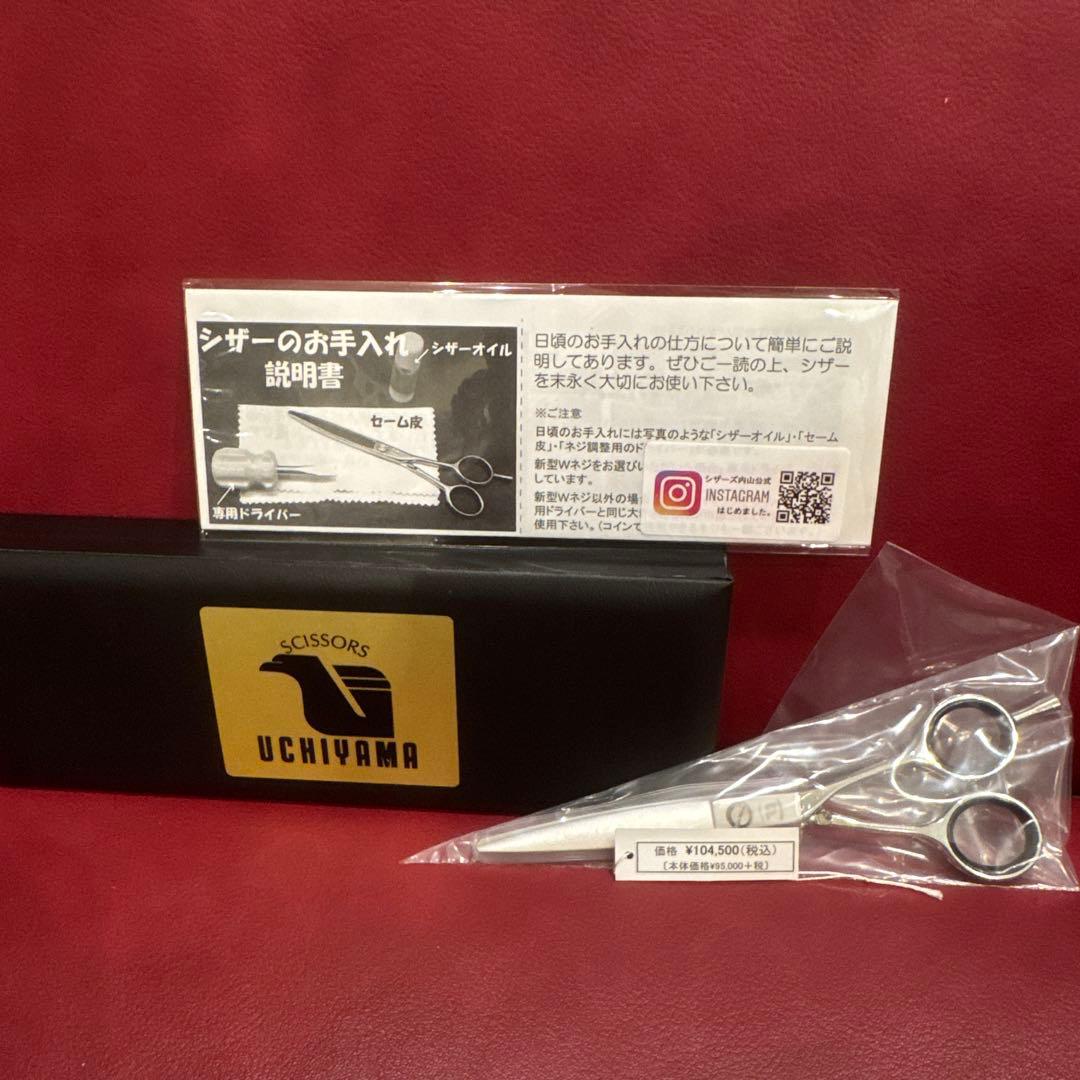 シザーのお手入れ
説明書
シザーオイル
セーム皮
専用ドライバー
日頃のお手入れの仕方について簡単にご説
明してあります。ぜひご一読の上、シザー
を末永く大切にお使い下さい。
※ご注意
日頃のお手入れには写真のような「シザーオイル」・「セーム
皮」・「ネジ調整用のド
新型Wネジをお選びい
しています。
新型Wネジ以外の場合
用ドライバーと同じ大
使用下さい。(コインで
シザーズ内山公式
INSTAGRAM
はじめました。
SCISSORS
UCHIYAMA
価格 ¥104,500(税込)
〔本体価格¥95,000+税〕